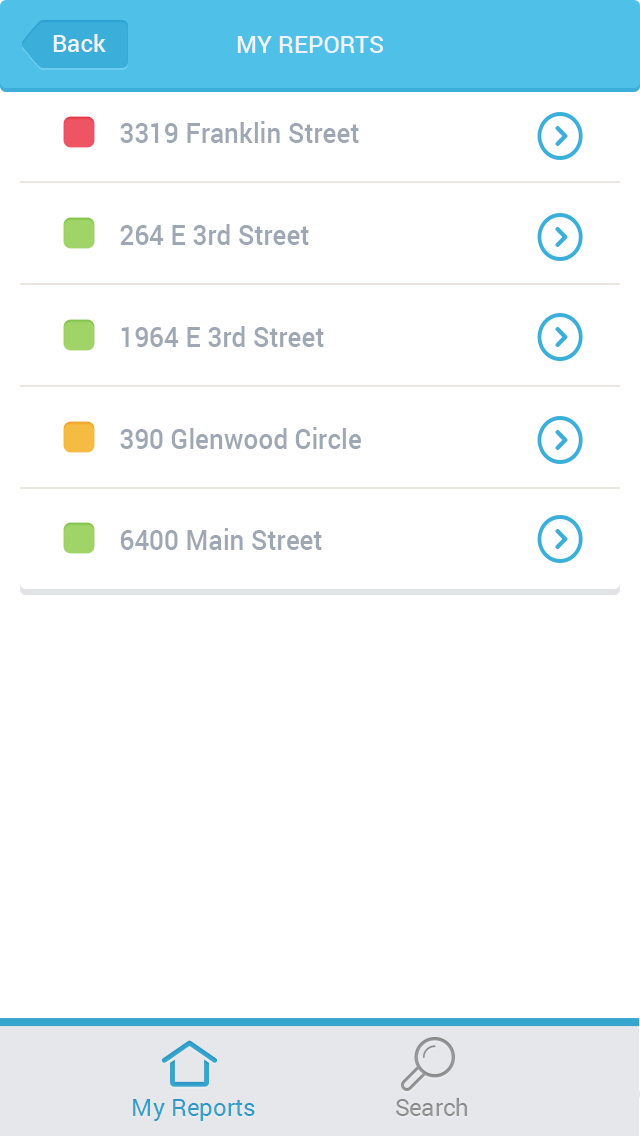 Back
MY REPORTS
3319 Franklin Street
264 E 3rd Street
1964 E 3rd Street
390 Glenwood Circle
6400 Main Street
My Reports
Search